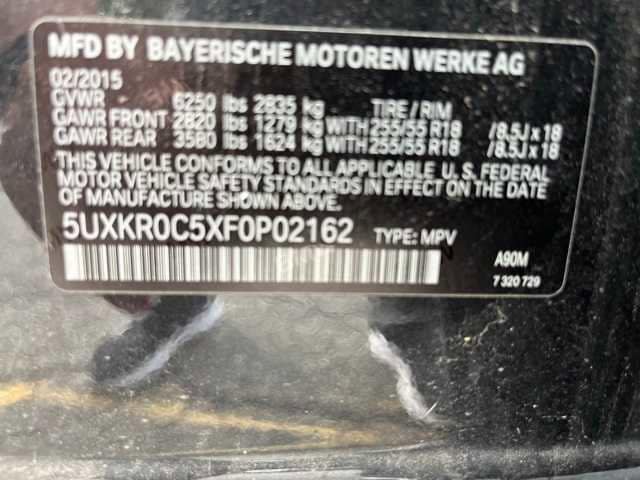 MFD BY BAYERISCHE MOTOREN WERKE AG
02/2015
GVWR 6250 lbs 2835 kg TIRE / RIM
GAWR FRONT 2820 lbs 1279 kg WITH 255/55 R18 /8.5J x 18
GAWR REAR 3580 lbs 1624 kg WITH 255/55 R18 /8.5J x 18
THIS VEHICLE CONFORMS TO ALL APPLICABLE U. S. FEDERAL
MOTOR VEHICLE SAFETY STANDARDS IN EFFECT ON THE DATE
OF MANUFACTURE SHOWN ABOVE.
5UXKR0C5XF0P02162 TYPE: MPV
A90M
7 320 729